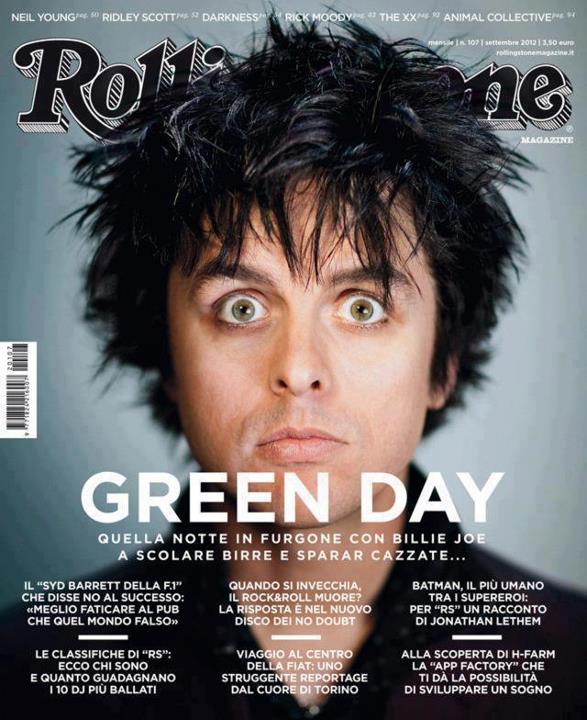 NEIL YOUNG pag. 60 RIDLEY SCOTT pag. 52 DARKNESS RICK MOODY pag. 83 THE XX pag. 92 ANIMAL COLLECTIVE pag. 94
mensile | n. 107 | settembre 2012 | 3,50 euro
rollingstonemagazine.it
MAGAZINE
20107
GREEN DAY
QUELLA NOTTE IN FURGONE CON BILLIE JOE
A SCOLARE BIRRE E SPARAR CAZZATE...
IL “SYD BARRETT DELLA F.1”
CHE DISSE NO AL SUCCESSO:
«MEGLIO FATICARE AL PUB
CHE QUEL MONDO FALSO»
LE CLASSIFICHE DI “RS”:
ECCO CHI SONO
E QUANTO GUADAGNANO
I 10 DJ PIÙ BALLATI
QUANDO SI INVECCHIA,
IL ROCK&ROLL MUORE?
LA RISPOSTA È NEL NUOVO
DISCO DEI NO DOUBT
VIAGGIO AL CENTRO
DELLA FIAT: UNO
STRUGGENTE REPORTAGE
DAL CUORE DI TORINO
BATMAN, IL PIÙ UMANO
TRA I SUPEREROI:
PER “RS” UN RACCONTO
DI JONATHAN LETHEM
ALLA SCOPERTA DI H-FARM
LA “APP FACTORY” CHE
TI DÀ LA POSSIBILITÀ
DI SVILUPPARE UN SOGNO